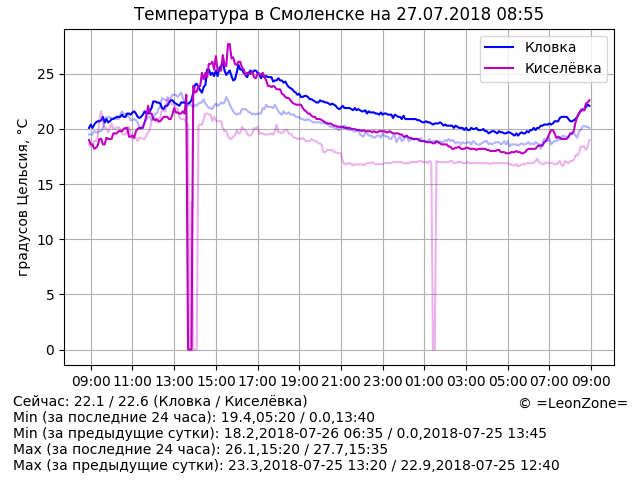 Температура в Смоленске на 27.07.2018 08:55
Кловка
Киселёвка
градусов Цельсия, °C
25
20
15
10
5
0
09:00 11:00 13:00 15:00 17:00 19:00 21:00 23:00 01:00 03:00 05:00 07:00 09:00
Сейчас: 22.1 / 22.6 (Кловка / Киселёвка)
© =LeonZone=
Min (за последние 24 часа): 19.4,05:20 / 0.0,13:40
Min (за предыдущие сутки): 18.2,2018-07-26 06:35 / 0.0,2018-07-25 13:45
Max (за последние 24 часа): 26.1,15:20 / 27.7,15:35
Max (за предыдущие сутки): 23.3,2018-07-25 13:20 / 22.9,2018-07-25 12:40